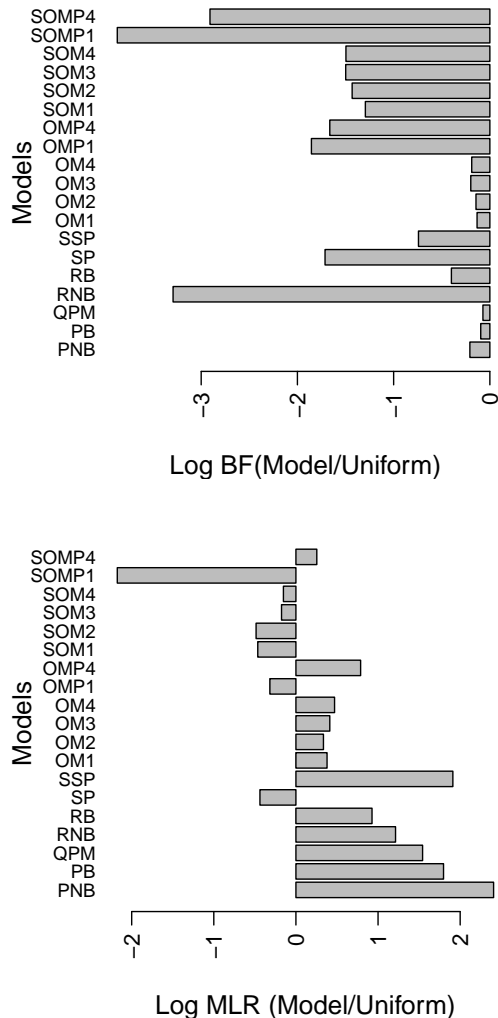 SOMP4
SOMP1
SOM4
SOM3
SOM2
SOM1
OMP4
OMP1
OM4
OM3
OM2
OM1
SSP
SP
RB
RNB
QPM
PB
PNB
Models
−3
−2
−1
0
Log BF(Model/Uniform)
SOMP4
SOMP1
SOM4
SOM3
SOM2
SOM1
OMP4
OMP1
OM4
OM3
OM2
OM1
SSP
SP
RB
RNB
QPM
PB
PNB
Models
−2
−1
0
1
2
Log MLR (Model/Uniform)